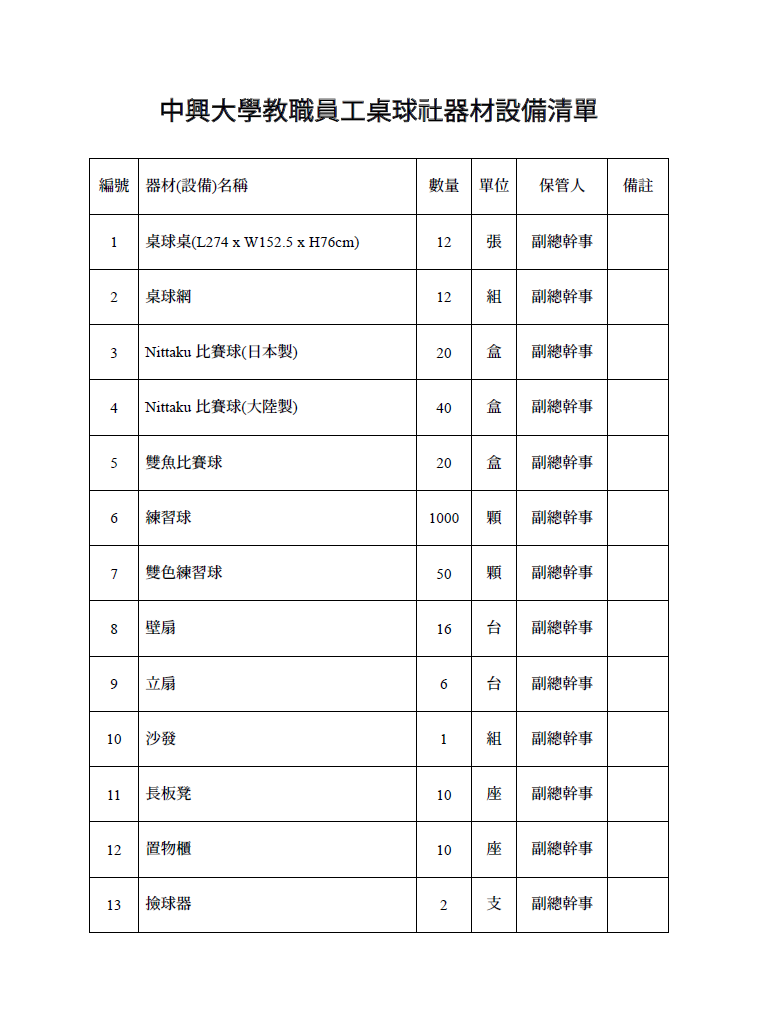 中興大學教職員工桌球社器材設備清單
編號 器材(設備)名稱 數量 單位 保管人 備註
1 桌球桌(L274 x W152.5 x H76cm) 12 張 副總幹事
2 桌球網 12 組 副總幹事
3 Nittaku 比賽球(日本製) 20 盒 副總幹事
4 Nittaku 比賽球(大陸製) 40 盒 副總幹事
5 雙魚比賽球 20 盒 副總幹事
6 練習球 1000 顆 副總幹事
7 雙色練習球 50 顆 副總幹事
8 壁扇 16 台 副總幹事
9 立扇 6 台 副總幹事
10 沙發 1 組 副總幹事
11 長板凳 10 座 副總幹事
12 置物櫃 10 座 副總幹事
13 撿球器 2 支 副總幹事